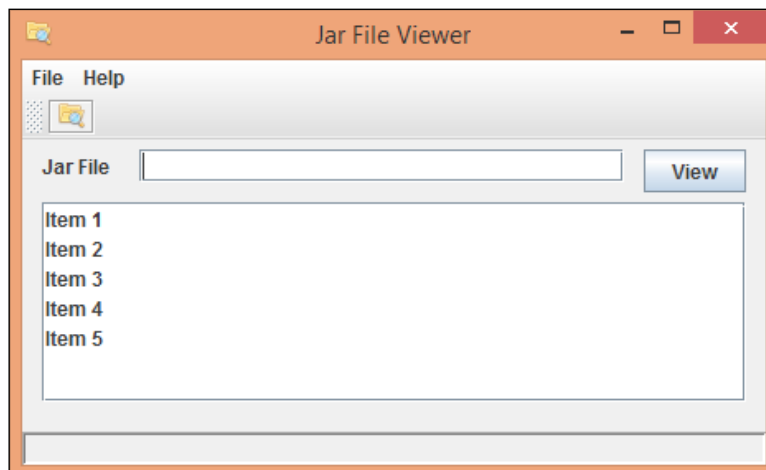 Jar File Viewer
File Help
Jar File
View
Item 1
Item 2
Item 3
Item 4
Item 5